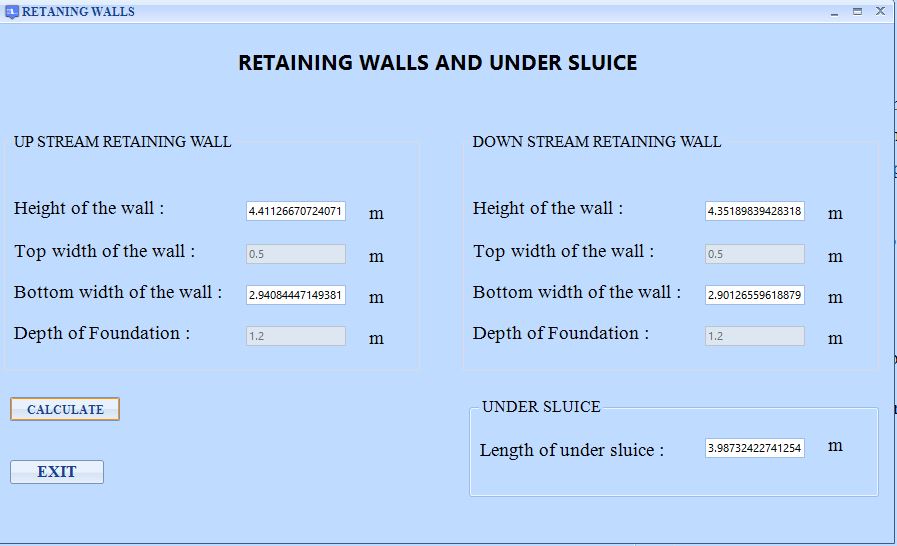 RETANING WALLS
RETAINING WALLS AND UNDER SLUICE
UP STREAM RETAINING WALL
Height of the wall : 4.41126670724071 m
Top width of the wall : 0.5 m
Bottom width of the wall : 2.94084447149381 m
Depth of Foundation : 1.2 m
DOWN STREAM RETAINING WALL
Height of the wall : 4.35189839428318 m
Top width of the wall : 0.5 m
Bottom width of the wall : 2.90126559618879 m
Depth of Foundation : 1.2 m
CALCULATE
EXIT
UNDER SLUICE
Length of under sluice : 3.98732422741254 m